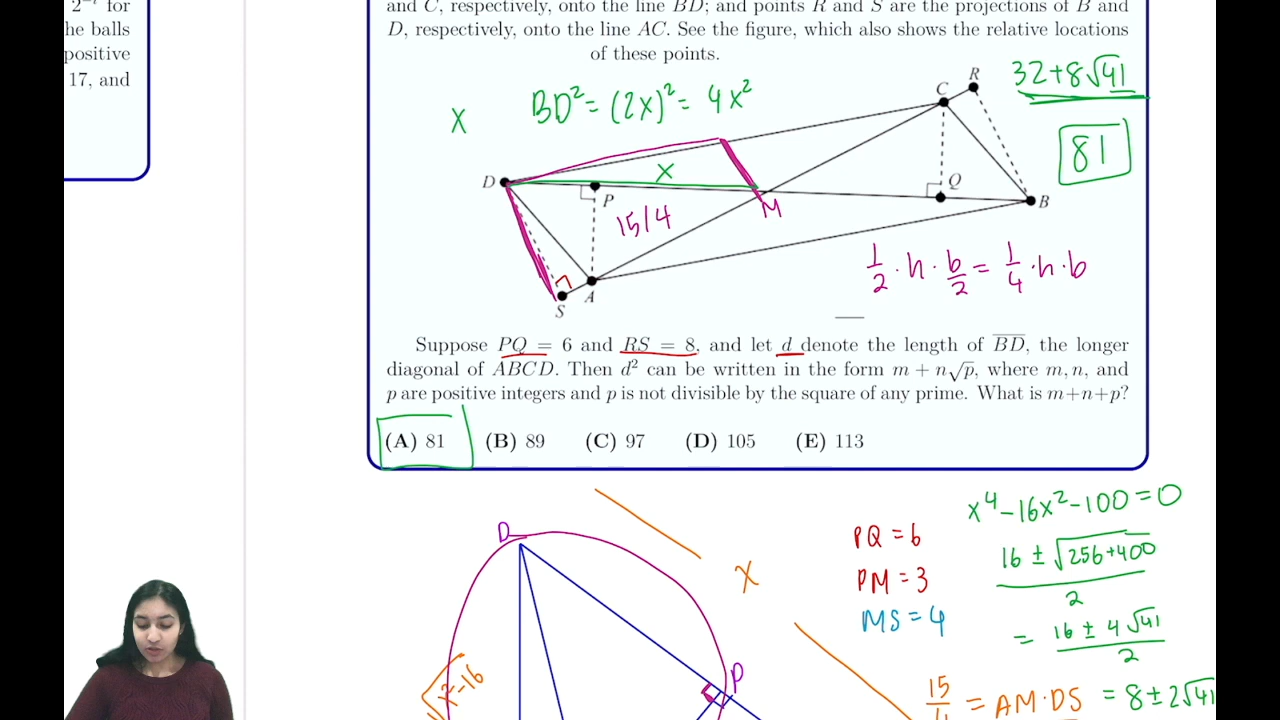 2^{-i} for
he balls
positive
17, and
and C, respectively, onto the line BD; and points R and S are the projections of B and
D, respectively, onto the line AC. See the figure, which also shows the relative locations
of these points.
x
BD² = (2x)² = 4x²
32+8√41
81
C
R
D
x
P
Q
B
M
15/4
S
A
1/2 · h · b/2 = 1/4 · h · b
Suppose PQ = 6 and RS = 8, and let d denote the length of BD, the longer
diagonal of ABCD. Then d² can be written in the form m + n√p, where m, n, and
p are positive integers and p is not divisible by the square of any prime. What is m+n+p?
(A) 81 (B) 89 (C) 97 (D) 105 (E) 113
x⁴-16x²-100=0
16 ± √256+400
2
= 16 ± 4√41
2
= 8±2√41
PQ = 6
PM = 3
MS = 4
D
x
P
√x²-16
= AM·DS